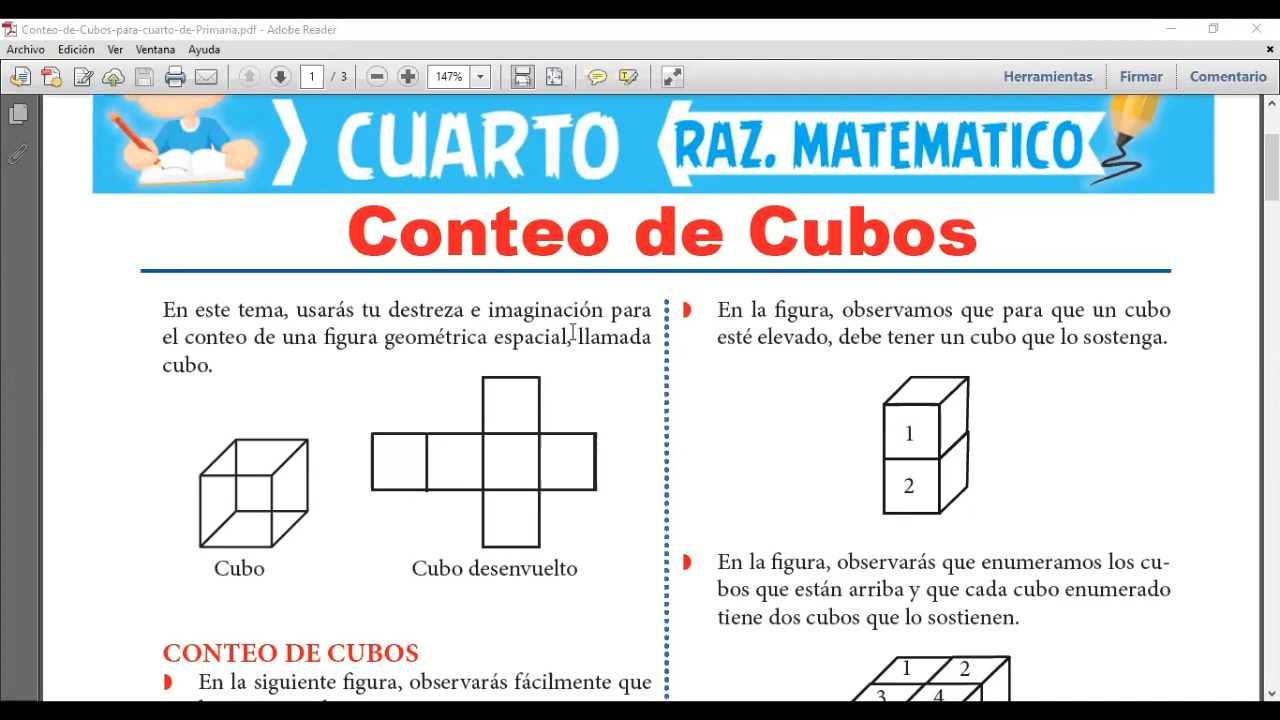 Conteo-de-Cubos-para-cuarto-de-Primaria.pdf - Adobe Reader
Archivo Edición Ver Ventana Ayuda
1 / 3 147% Herramientas Firmar Comentario
CUARTO RAZ. MATEMATICO
Conteo de Cubos
En este tema, usarás tu destreza e imaginación para
el conteo de una figura geométrica espacial, llamada
cubo.
Cubo Cubo desenvuelto
CONTEO DE CUBOS
En la siguiente figura, observarás fácilmente que
En la figura, observamos que para que un cubo
esté elevado, debe tener un cubo que lo sostenga.
1
2
En la figura, observarás que enumeramos los cu-
bos que están arriba y que cada cubo enumerado
tiene dos cubos que lo sostienen.
1 2
3 4